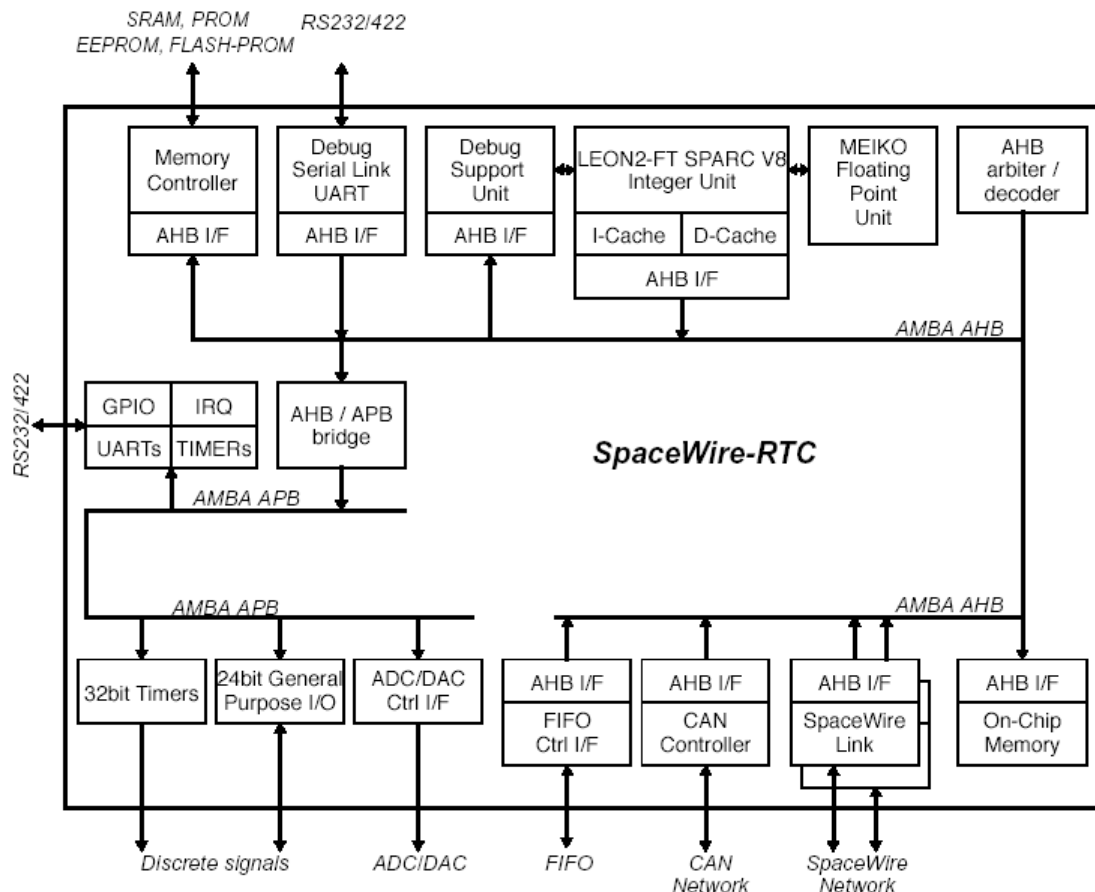 SRAM, PROM
EEPROM, FLASH-PROM
RS232/422
Memory
Controller
AHB I/F
Debug
Serial Link
UART
AHB I/F
Debug
Support
Unit
AHB I/F
LEON2-FT SPARC V8
Integer Unit
I-Cache
D-Cache
AHB I/F
MEIKO
Floating
Point
Unit
AHB
arbiter /
decoder
AMBA AHB
RS232/422
GPIO
IRQ
UARTs
TIMERs
AHB / APB
bridge
SpaceWire-RTC
AMBA APB
AMBA APB
AMBA AHB
32bit Timers
24bit General
Purpose I/O
ADC/DAC
Ctrl I/F
AHB I/F
FIFO
Ctrl I/F
AHB I/F
CAN
Controller
AHB I/F
SpaceWire
Link
AHB I/F
On-Chip
Memory
Discrete signals
ADC/DAC
FIFO
CAN
Network
SpaceWire
Network